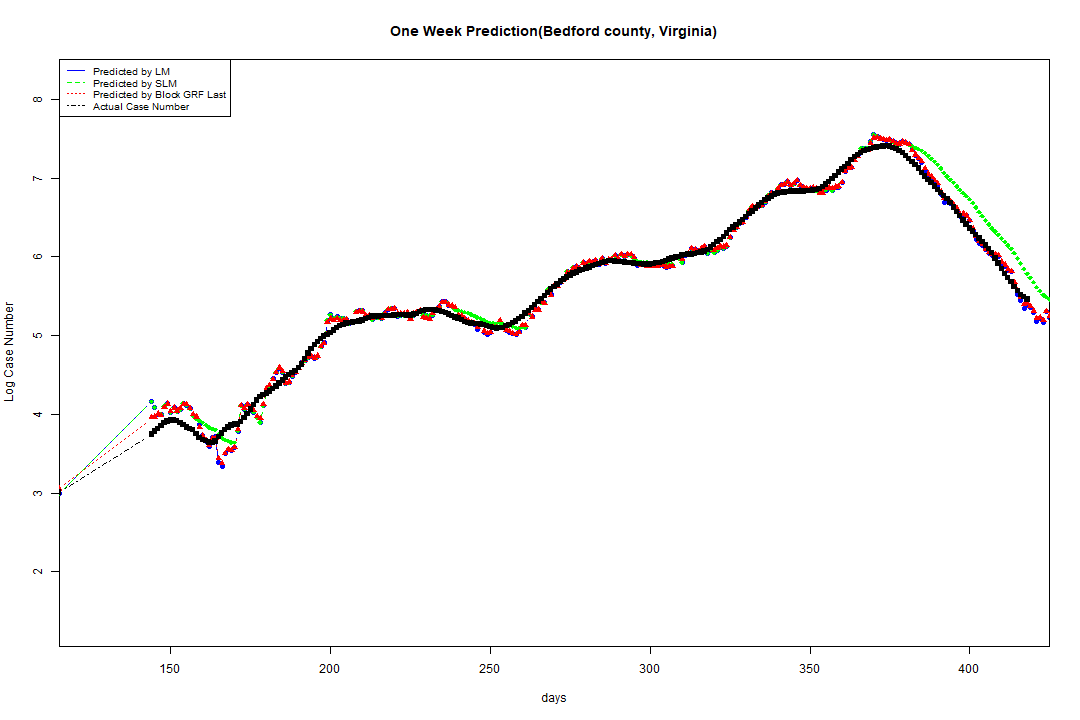 One Week Prediction(Bedford county, Virginia)
Predicted by LM
Predicted by SLM
Predicted by Block GRF Last
Actual Case Number
8
7
6
5
4
3
2
Log Case Number
150 200 250 300 350 400
days